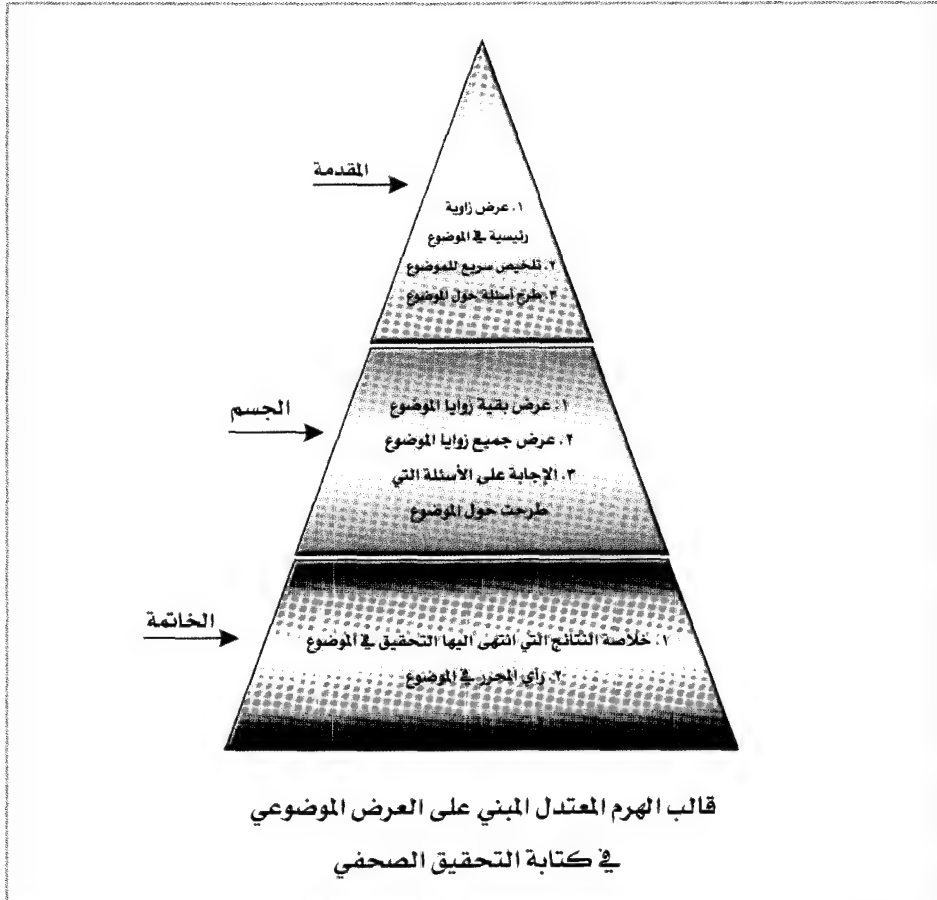 المقدمة
١. عرض زاوية
رئيسية في الموضوع
٢. تلخيص سريع للموضوع
٣. طرح أسئلة حول الموضوع
الجسم
١. عرض بقية زوايا الموضوع
٢. عرض جميع زوايا الموضوع
٣. الإجابة على الأسئلة التي
طرحت حول الموضوع
الخاتمة
١. خلاصة النتائج التي انتهى اليها التحقيق في الموضوع
٢. رأي المحرر في الموضوع
قالب الهرم المعتدل المبني على العرض الموضوعي
في كتابة التحقيق الصحفي